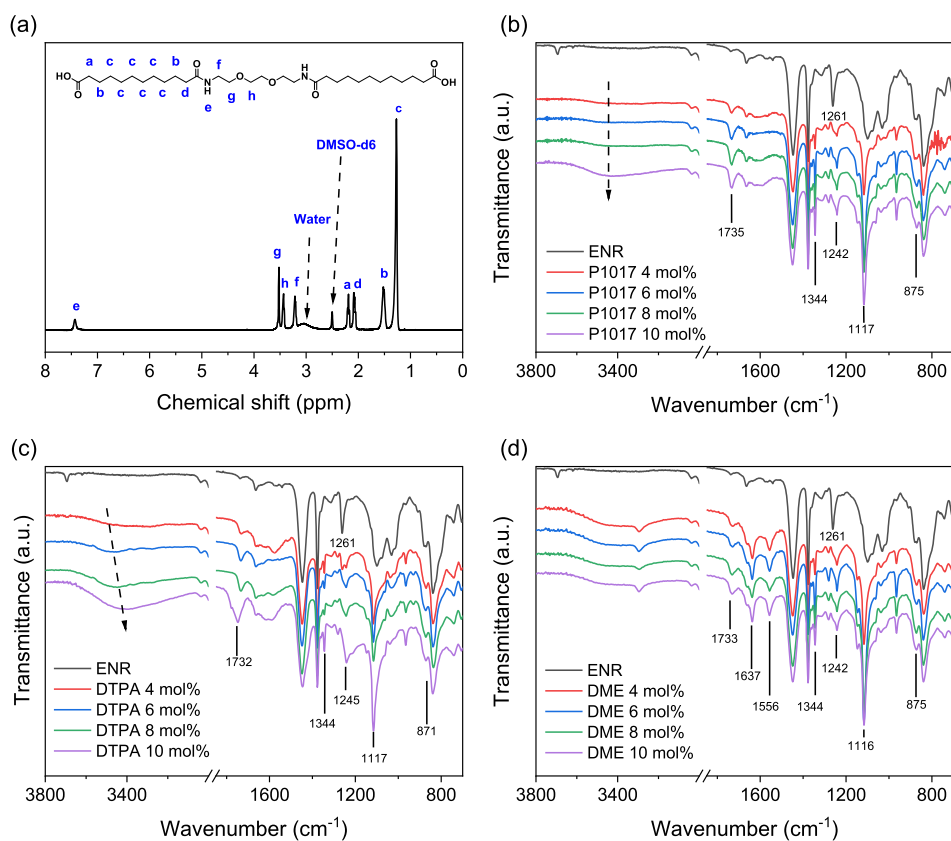 (a)
a c c c b f
HO O O H N O O H N O O OH
b c c c d g h
e
c
DMSO-d6
Water
g
h f a d b
e
8 7 6 5 4 3 2 1 0
Chemical shift (ppm)
(b)
Transmittance (a.u.)
1261
1735
1344
1242
1117
875
ENR
P1017 4 mol%
P1017 6 mol%
P1017 8 mol%
P1017 10 mol%
3800 3400 1600 1200 800
Wavenumber (cm-1)
(c)
Transmittance (a.u.)
1261
1732
1344
1245
1117
871
ENR
DTPA 4 mol%
DTPA 6 mol%
DTPA 8 mol%
DTPA 10 mol%
3800 3400 1600 1200 800
Wavenumber (cm-1)
(d)
Transmittance (a.u.)
1261
1733
1637
1556
1344
1242
1116
875
ENR
DME 4 mol%
DME 6 mol%
DME 8 mol%
DME 10 mol%
3800 3400 1600 1200 800
Wavenumber (cm-1)